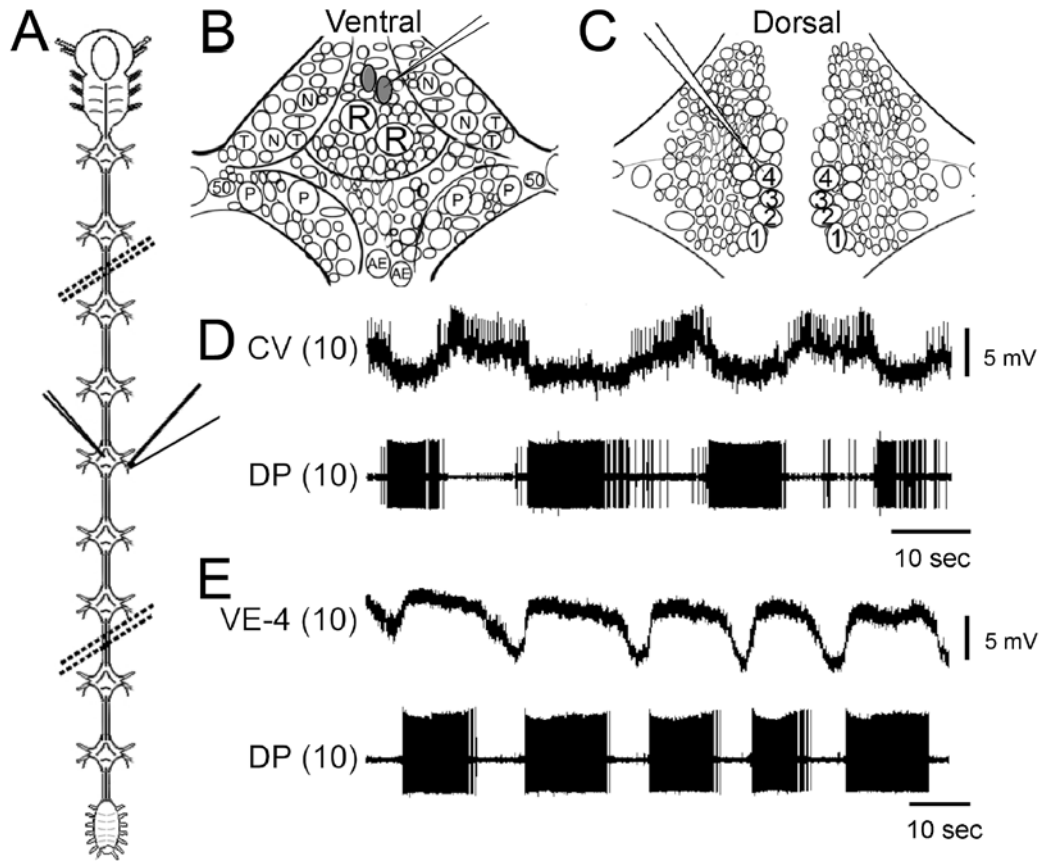 A
B
Ventral
N
N
T
T
N
T
R
R
T
N
T
50
P
P
P
P
50
AE
AE
C
Dorsal
4
3
2
1
4
3
2
1
D
CV (10)
5 mV
DP (10)
10 sec
E
VE-4 (10)
5 mV
DP (10)
10 sec